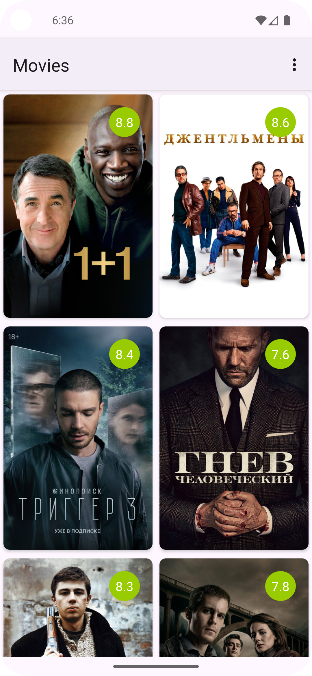 6:36
Movies
8.8
1+1
8.6
ДЖЕНТЛЬМЕНЫ
18+
8.4
КИНОПОИСК
ТРИГГЕР 3
УЖЕ В ПОДПИСКЕ
7.6
ГНЕВ
ЧЕЛОВЕЧЕСКИЙ
8.3
7.8